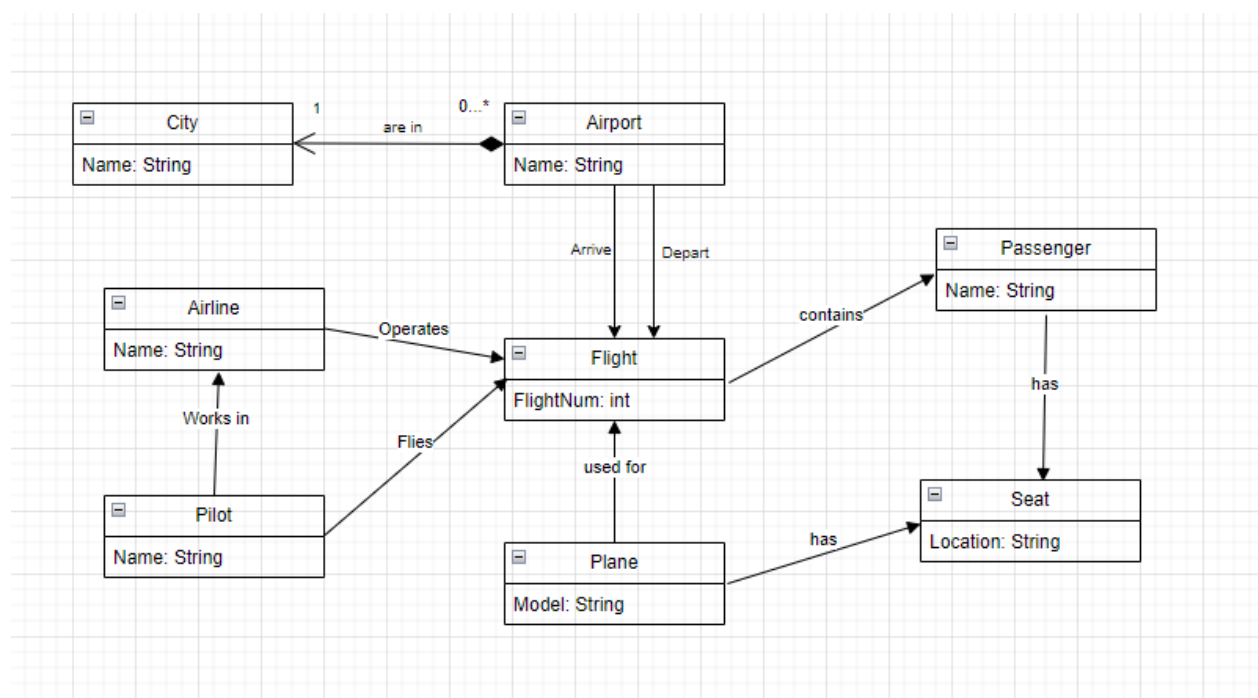 City
1
0...*
are in
Airport
Name: String
Name: String
Arrive
Depart
Passenger
Name: String
Airline
Name: String
Operates
contains
Flight
FlightNum: int
has
Works in
Flies
used for
Pilot
Name: String
Seat
Location: String
has
Plane
Model: String